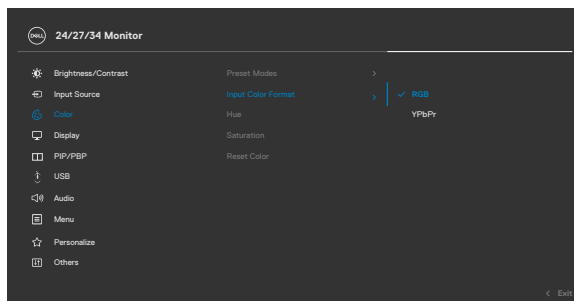 DELL 24/27/34 Monitor
Brightness/Contrast Preset Modes >
Input Source Input Color Format > ✓ RGB
Color Hue YPbPr
Display Saturation
PIP/PBP Reset Color
USB
Audio
Menu
Personalize
Others
< Exit